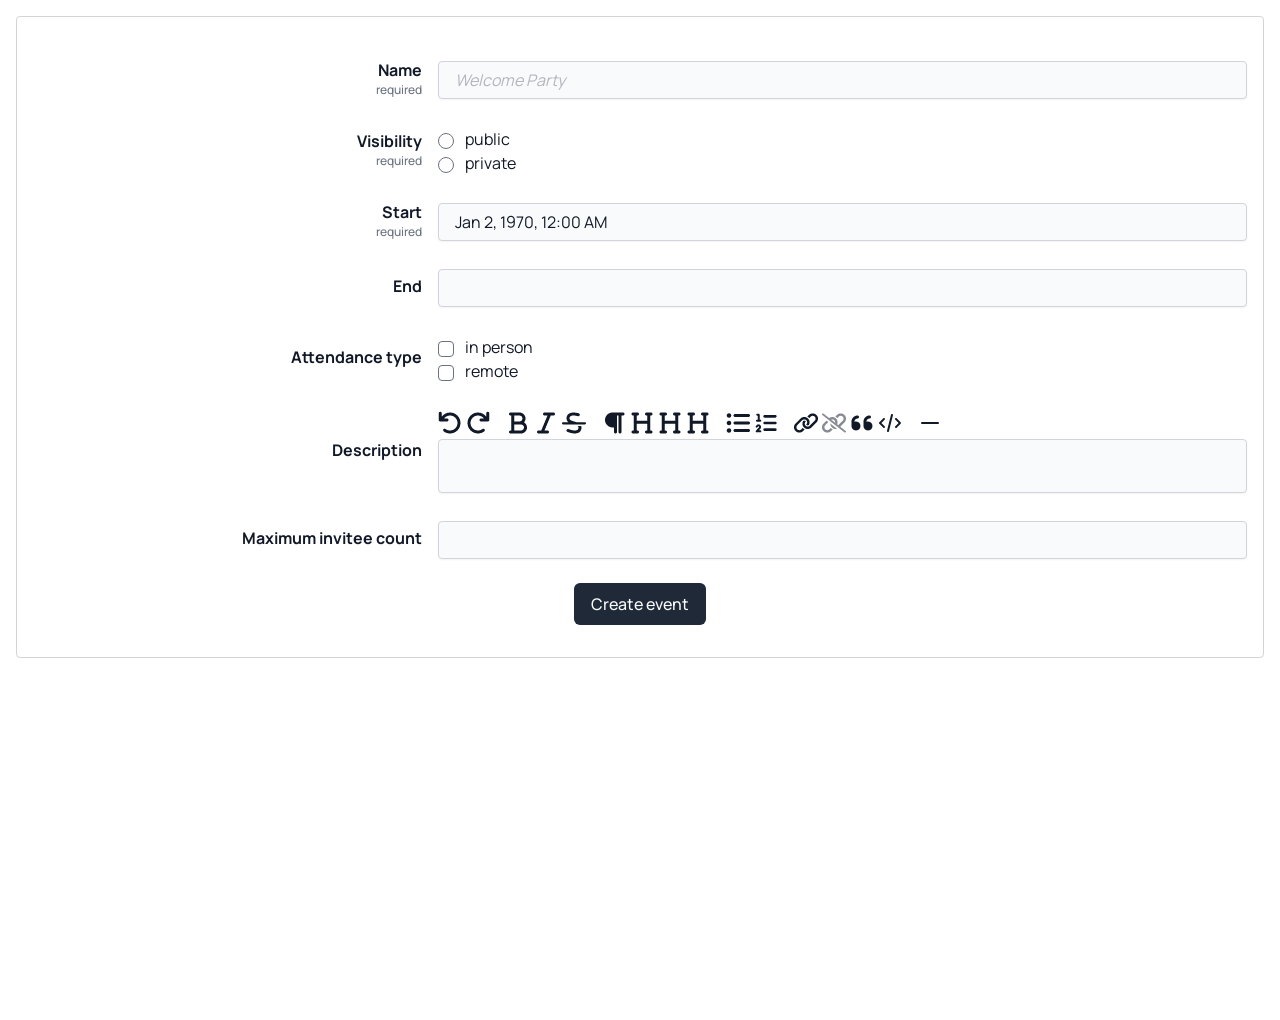 Name
required
Welcome Party
Visibility
required
public
private
Start
required
Jan 2, 1970, 12:00 AM
End
Attendance type
in person
remote
Description
Maximum invitee count
Create event